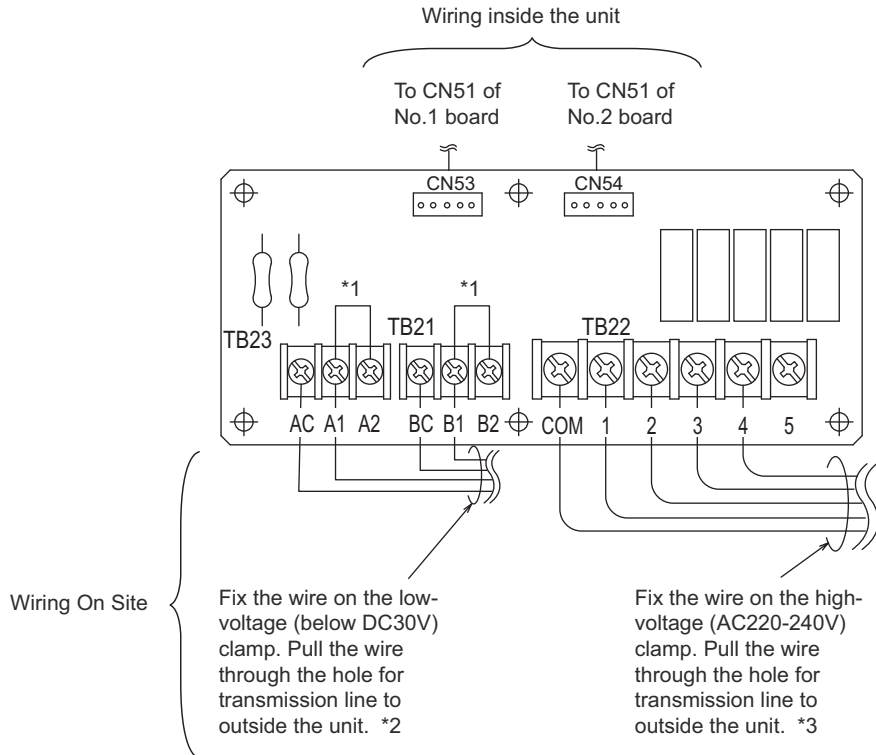 Wiring inside the unit
To CN51 of
No.1 board
To CN51 of
No.2 board
CN53
CN54
*1
*1
TB23
TB21
TB22
AC A1 A2 BC B1 B2 COM 1 2 3 4 5
Wiring On Site
Fix the wire on the low-
voltage (below DC30V)
clamp. Pull the wire
through the hole for
transmission line to
outside the unit. *2
Fix the wire on the high-
voltage (AC220-240V)
clamp. Pull the wire
through the hole for
transmission line to
outside the unit. *3